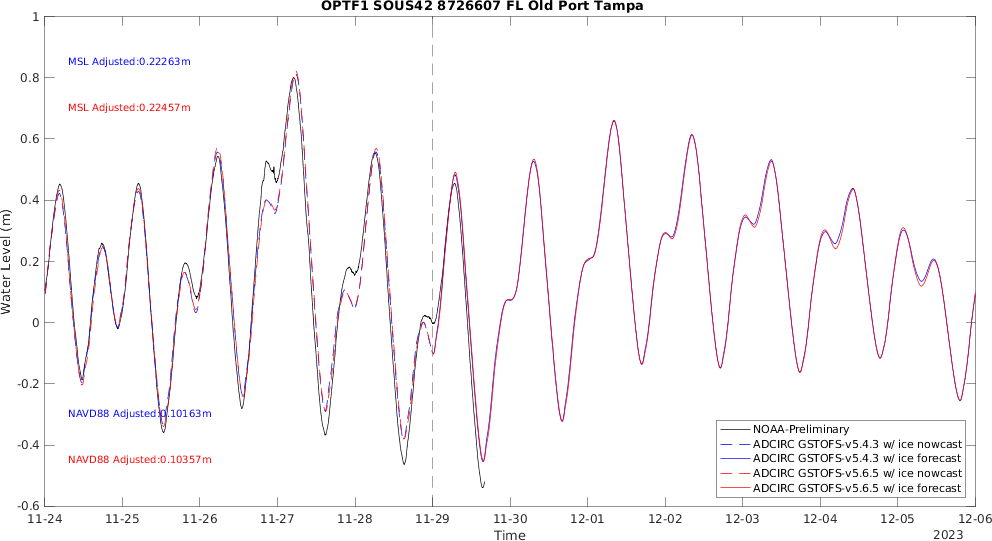 OPTF1 SOUS42 8726607 FL Old Port Tampa
1
0.8
0.6
0.4
0.2
0
-0.2
-0.4
-0.6
Water Level (m)
MSL Adjusted:0.22263m
MSL Adjusted:0.22457m
NAVD88 Adjusted:0.10163m
NAVD88 Adjusted:0.10357m
NOAA-Preliminary
ADCIRC GSTOFS-v5.4.3 w/ ice nowcast
ADCIRC GSTOFS-v5.4.3 w/ ice forecast
ADCIRC GSTOFS-v5.6.5 w/ ice nowcast
ADCIRC GSTOFS-v5.6.5 w/ ice forecast
11-24 11-25 11-26 11-27 11-28 11-29 11-30 12-01 12-02 12-03 12-04 12-05 12-06
Time
2023